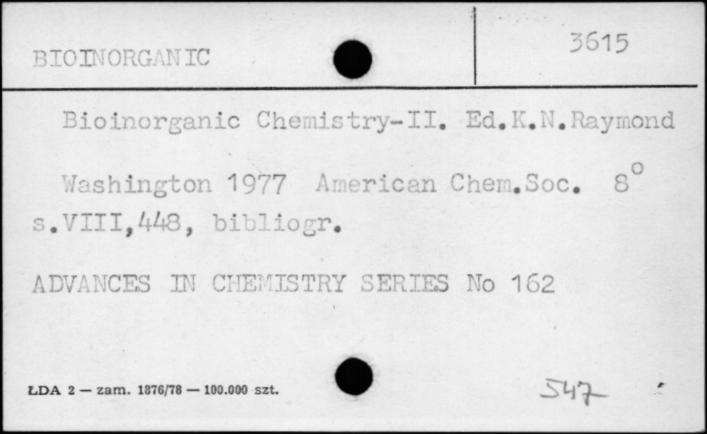 BIOINORGANIC 3615
Bioinorganic Chemistry-II. Ed.K.N.Raymond
Washington 1977 American Chem.Soc. 8°
s.VIII,448, bibliogr.
ADVANCES IN CHEMISTRY SERIES No 162
ŁDA 2 — zam. 1876/78 — 100.000 szt.
547